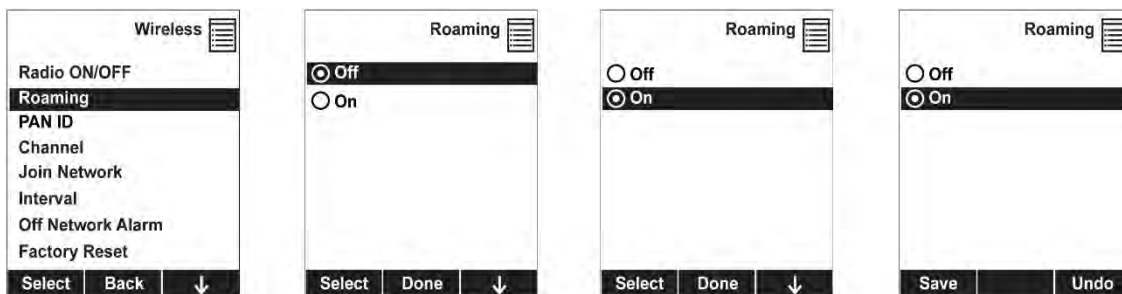 Wireless
Radio ON/OFF
Roaming
PAN ID
Channel
Join Network
Interval
Off Network Alarm
Factory Reset
Select Back ↓
Roaming
Off
On
Select Done ↓
Roaming
Off
On
Select Done ↓
Roaming
Off
On
Save Undo